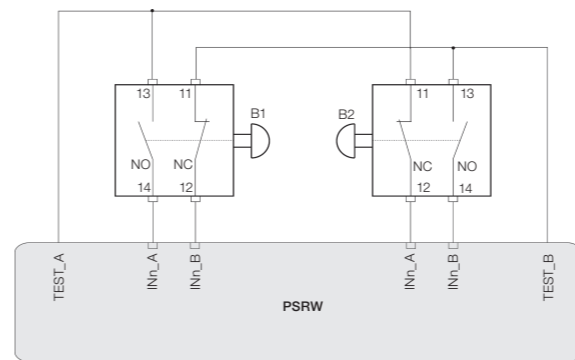 13 11 11 13
B1 B2
NO NC NC NO
14 12 12 14
TEST_A INn_A INn_B INn_A INn_B TEST_B
PSRW